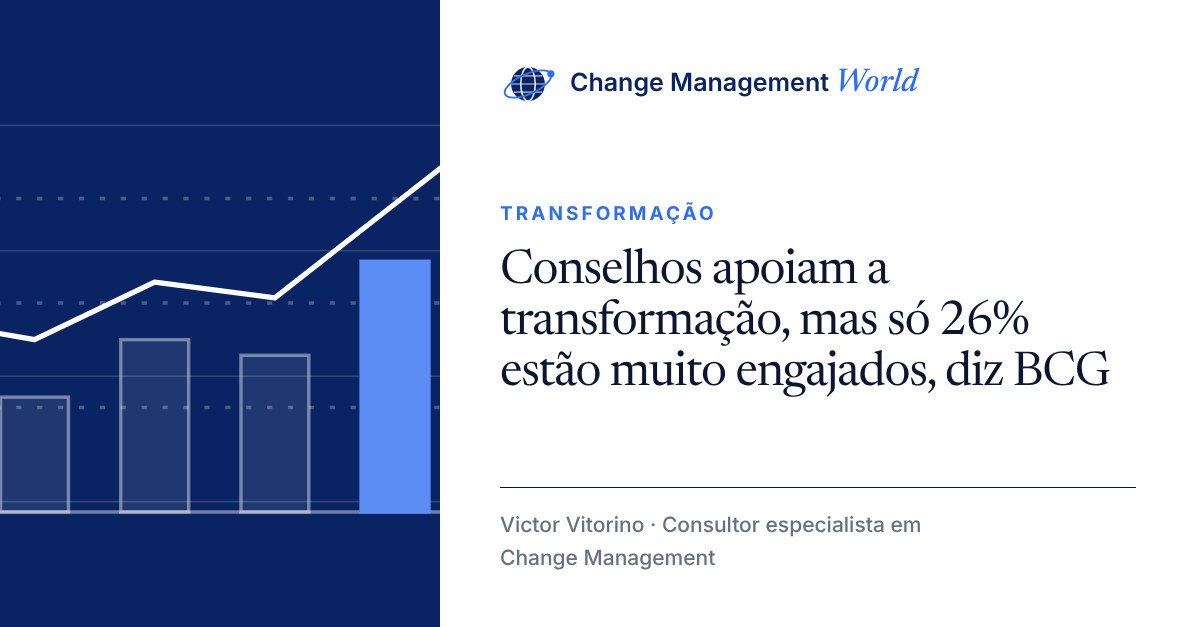 Change Management World
TRANSFORMAÇÃO
Conselhos apoiam a
transformação, mas só 26%
estão muito engajados, diz BCG
Victor Vitorino · Consultor especialista em
Change Management